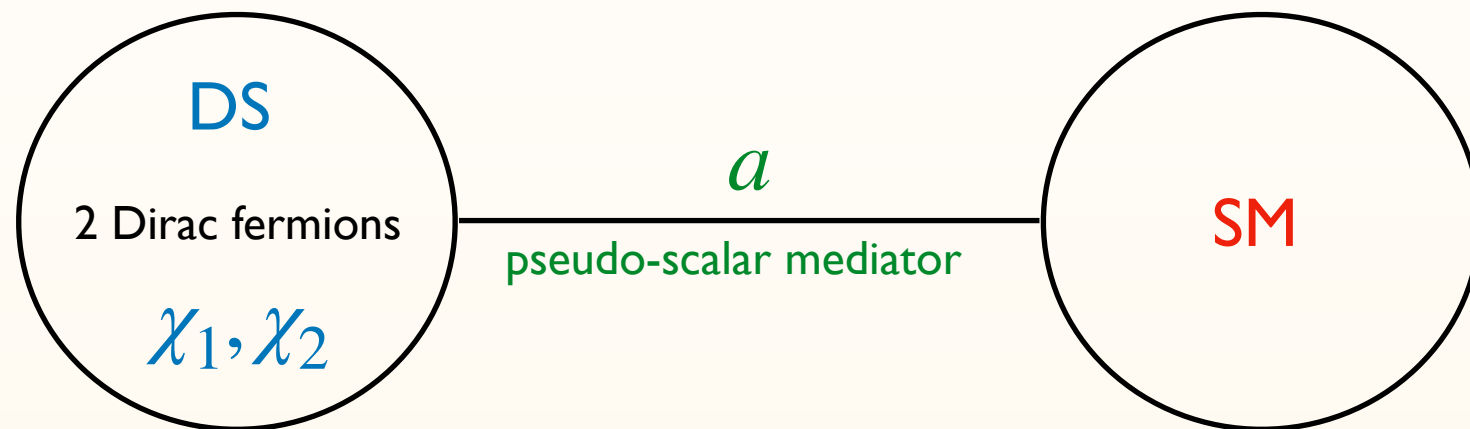 DS
2 Dirac fermions
χ₁, χ₂
a
pseudo-scalar mediator
SM